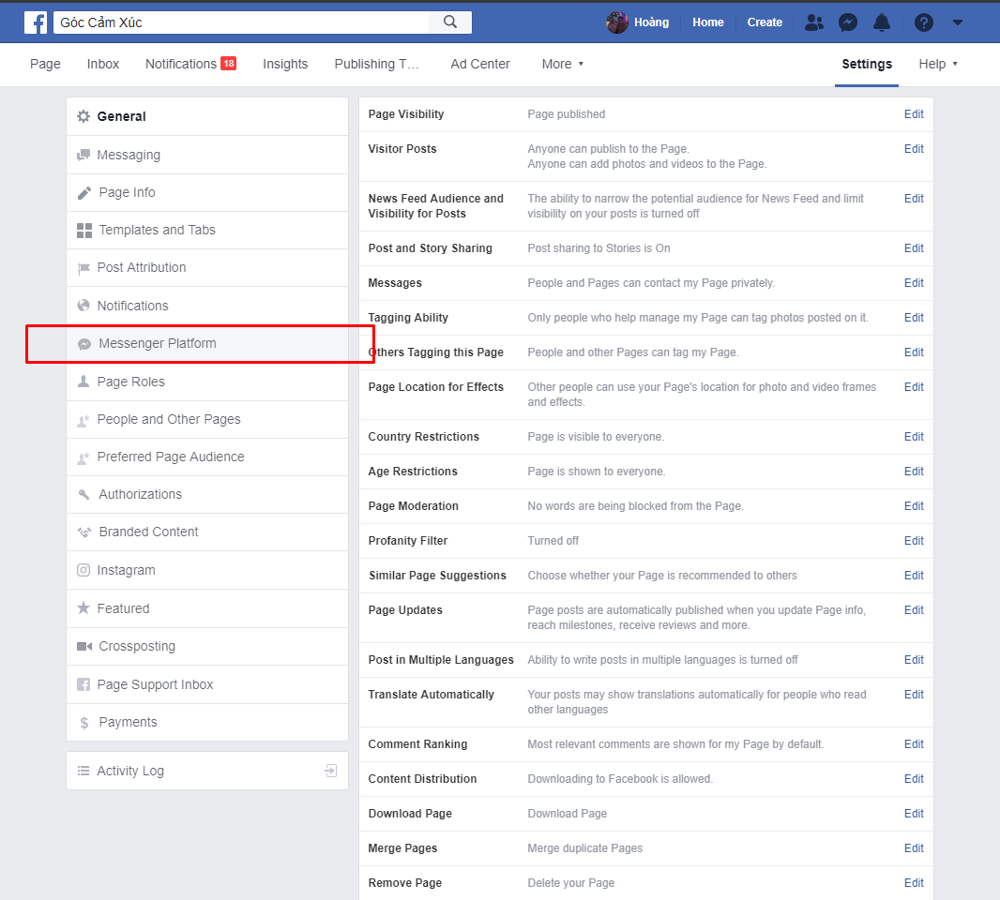 Góc Cảm Xúc
Hoàng Home Create
Page Inbox Notifications 18 Insights Publishing T... Ad Center More Settings Help
General
Messaging
Page Info
Templates and Tabs
Post Attribution
Notifications
Messenger Platform
Page Roles
People and Other Pages
Preferred Page Audience
Authorizations
Branded Content
Instagram
Featured
Crossposting
Page Support Inbox
Payments
Activity Log
Page Visibility Page published Edit
Visitor Posts Anyone can publish to the Page. Edit
Anyone can add photos and videos to the Page.
News Feed Audience and The ability to narrow the potential audience for News Feed and limit Edit
Visibility for Posts visibility on your posts is turned off
Post and Story Sharing Post sharing to Stories is On Edit
Messages People and Pages can contact my Page privately. Edit
Tagging Ability Only people who help manage my Page can tag photos posted on it. Edit
Others Tagging this Page People and other Pages can tag my Page. Edit
Page Location for Effects Other people can use your Page's location for photo and video frames Edit
and effects.
Country Restrictions Page is visible to everyone. Edit
Age Restrictions Page is shown to everyone. Edit
Page Moderation No words are being blocked from the Page. Edit
Profanity Filter Turned off Edit
Similar Page Suggestions Choose whether your Page is recommended to others Edit
Page Updates Page posts are automatically published when you update Page info, Edit
reach milestones, receive reviews and more.
Post in Multiple Languages Ability to write posts in multiple languages is turned off Edit
Translate Automatically Your posts may show translations automatically for people who read Edit
other languages
Comment Ranking Most relevant comments are shown for my Page by default. Edit
Content Distribution Downloading to Facebook is allowed. Edit
Download Page Download Page Edit
Merge Pages Merge duplicate Pages Edit
Remove Page Delete your Page Edit